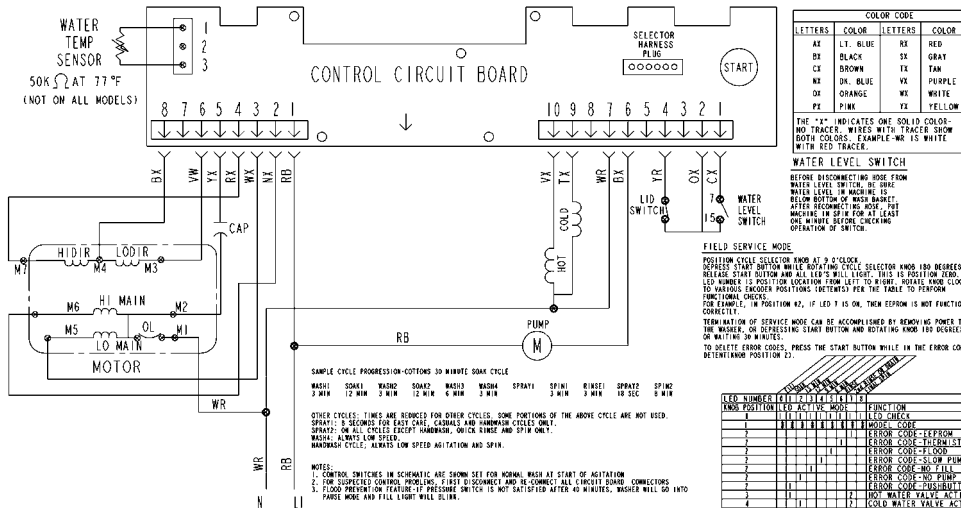 WATER
TEMP
SENSOR
50K Ω AT 77°F
(NOT ON ALL MODELS)
1
2
3
CONTROL CIRCUIT BOARD
SELECTOR
HARNESS
PLUG
START
8 7 6 5 4 3 2 1
10 9 8 7 6 5 4 3 2 1
BX VW YX RX WX NX RB
VX TX WR BX YR OX CX
CAP
HIDIR LODIR
M7 M4 M3
M6 HI MAIN M2
M5 OL M1
LO MAIN
MOTOR
WR
RB
COLD
HOT
PUMP
M
LID
SWITCH
7
15
WATER
LEVEL
SWITCH
WR RB
N L1
COLOR CODE
LETTERS COLOR LETTERS COLOR
AX LT. BLUE RX RED
BX BLACK SX GRAY
CX BROWN TX TAN
NX DK. BLUE VX PURPLE
OX ORANGE WX WHITE
PX PINK YX YELLOW
THE "X" INDICATES ONE SOLID COLOR-
NO TRACER. WIRES WITH TRACER SHOW
BOTH COLORS. EXAMPLE-WR IS WHITE
WITH RED TRACER.
WATER LEVEL SWITCH
BEFORE DISCONNECTING HOSE FROM
WATER LEVEL SWITCH, BE SURE
WATER LEVEL IN MACHINE IS
BELOW BOTTOM OF WASH BASKET.
AFTER RECONNECTING HOSE, PUT
MACHINE IN SPIN FOR AT LEAST
ONE MINUTE BEFORE CHECKING
OPERATION OF SWITCH.
FIELD SERVICE MODE
POSITION CYCLE SELECTOR KNOB AT 9 O'CLOCK.
DEPRESS START BUTTON WHILE ROTATING CYCLE SELECTOR KNOB 180 DEGREES
RELEASE START BUTTON AND ALL LED'S WILL LIGHT. THIS IS POSITION ZERO.
LED NUMBER IS POSITION LOCATION FROM LEFT TO RIGHT. ROTATE KNOB CLOC
TO VARIOUS ENCODER POSITIONS (DETENTS) PER THE TABLE TO PERFORM
FUNCTIONAL CHECKS.
FOR EXAMPLE, IN POSITION #2, IF LED 7 IS ON, THEN EEPROM IS NOT FUNCTIO
CORRECTLY.
TERMINATION OF SERVICE MODE CAN BE ACCOMPLISHED BY REMOVING POWER T
THE WASHER, OR DEPRESSING START BUTTON AND ROTATING KNOB 180 DEGREE
OR WAITING 30 MINUTES.
TO DELETE ERROR CODES, PRESS THE START BUTTON WHILE IN THE ERROR CO
DETENT(KNOB POSITION 2).
SAMPLE CYCLE PROGRESSION-COTTONS 30 MINUTE SOAK CYCLE
WASH1 SOAK1 WASH2 SOAK2 WASH3 WASH4 SPRAY1 SPIN1 RINSE1 SPRAY2 SPIN2
3 MIN 12 MIN 3 MIN 12 MIN 6 MIN 3 MIN 3 MIN 3 MIN 18 SEC 8 MIN
OTHER CYCLES: TIMES ARE REDUCED FOR OTHER CYCLES. SOME PORTIONS OF THE ABOVE CYCLE ARE NOT USED.
SPRAY1: 8 SECONDS FOR EASY CARE, CASUALS AND HANDWASH CYCLES ONLY.
SPRAY2: ON ALL CYCLES EXCEPT HANDWASH, QUICK RINSE AND SPIN ONLY.
WASH4: ALWAYS LOW SPEED.
HANDWASH CYCLE; ALWAYS LOW SPEED AGITATION AND SPIN.
NOTES:
1. CONTROL SWITCHES IN SCHEMATIC ARE SHOWN SET FOR NORMAL WASH AT START OF AGITATION
2. FOR SUSPECTED CONTROL PROBLEMS, FIRST DISCONNECT AND RE-CONNECT ALL CIRCUIT BOARD CONNECTORS
3. FLOOD PREVENTION FEATURE-IF PRESSURE SWITCH IS NOT SATISFIED AFTER 40 MINUTES, WASHER WILL GO INTO
PAUSE MODE AND FILL LIGHT WILL BLINK.
LED NUMBER 0 1 2 3 4 5 6 7 8
KNOB POSITION LED ACTIVE MODE FUNCTION
LED CHECK
MODEL CODE
2 ERROR CODE-EEPROM
2 ERROR CODE-THERMIST
2 ERROR CODE-FLOOD
2 ERROR CODE-SLOW PUM
2 ERROR CODE-NO FILL
2 ERROR CODE-NO PUMP
2 ERROR CODE-PUSHBUTT
3 HOT WATER VALVE ACT
4 COLD WATER VALVE AC